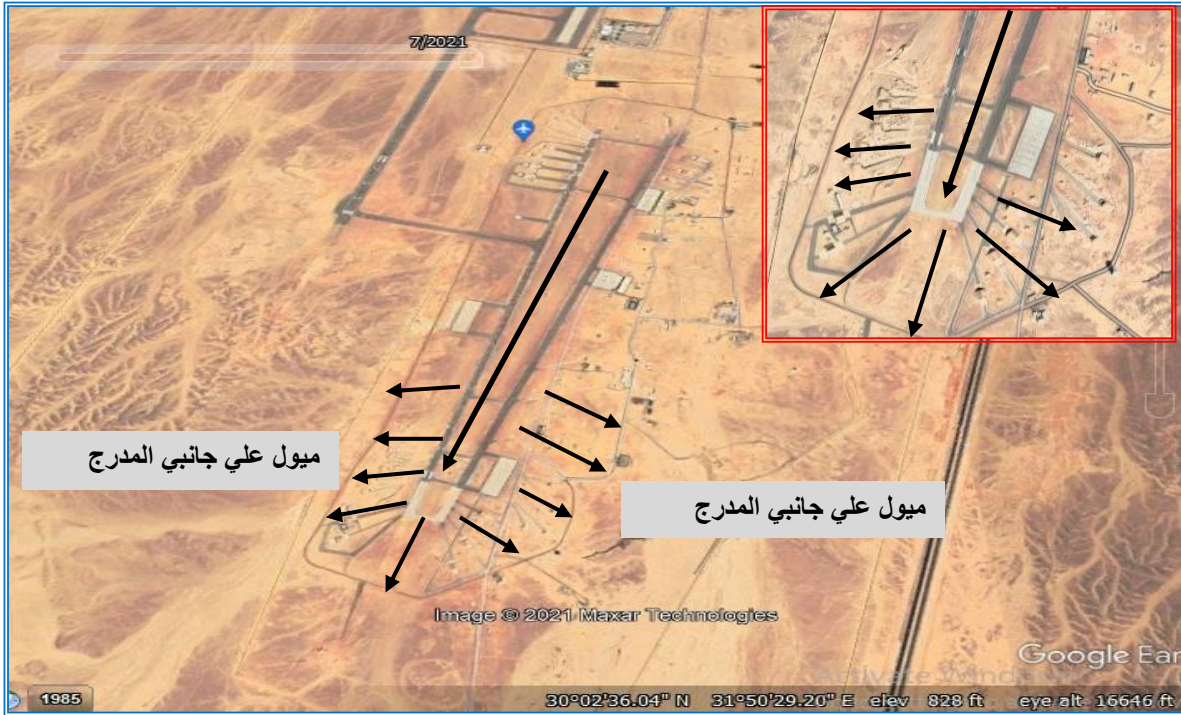 7/2021
ميول علي جانبي المدرج
ميول علي جانبي المدرج
Image © 2021 Maxar Technologies
Google Ear
1985
30°02'36.04" N 31°50'29.20" E elev 828 ft eye alt 16646 ft